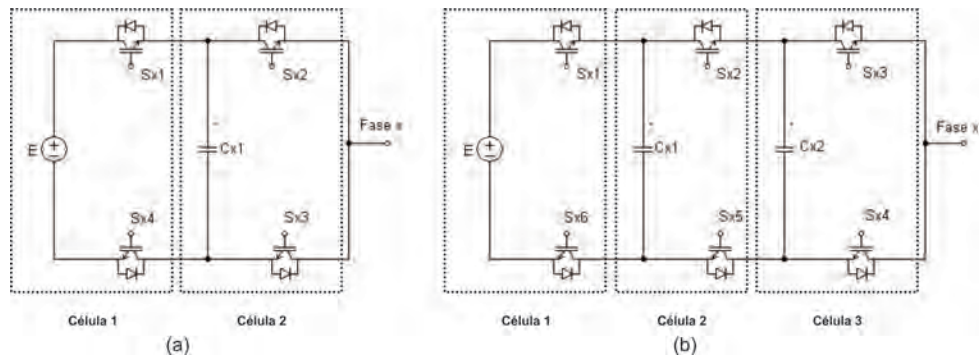 Sx1
Sx2
Fase x
E
Cx1
Sx4
Sx3
Célula 1
Célula 2
(a)
Sx1
Sx2
Sx3
Fase x
E
Cx1
Cx2
Sx6
Sx5
Sx4
Célula 1
Célula 2
Célula 3
(b)